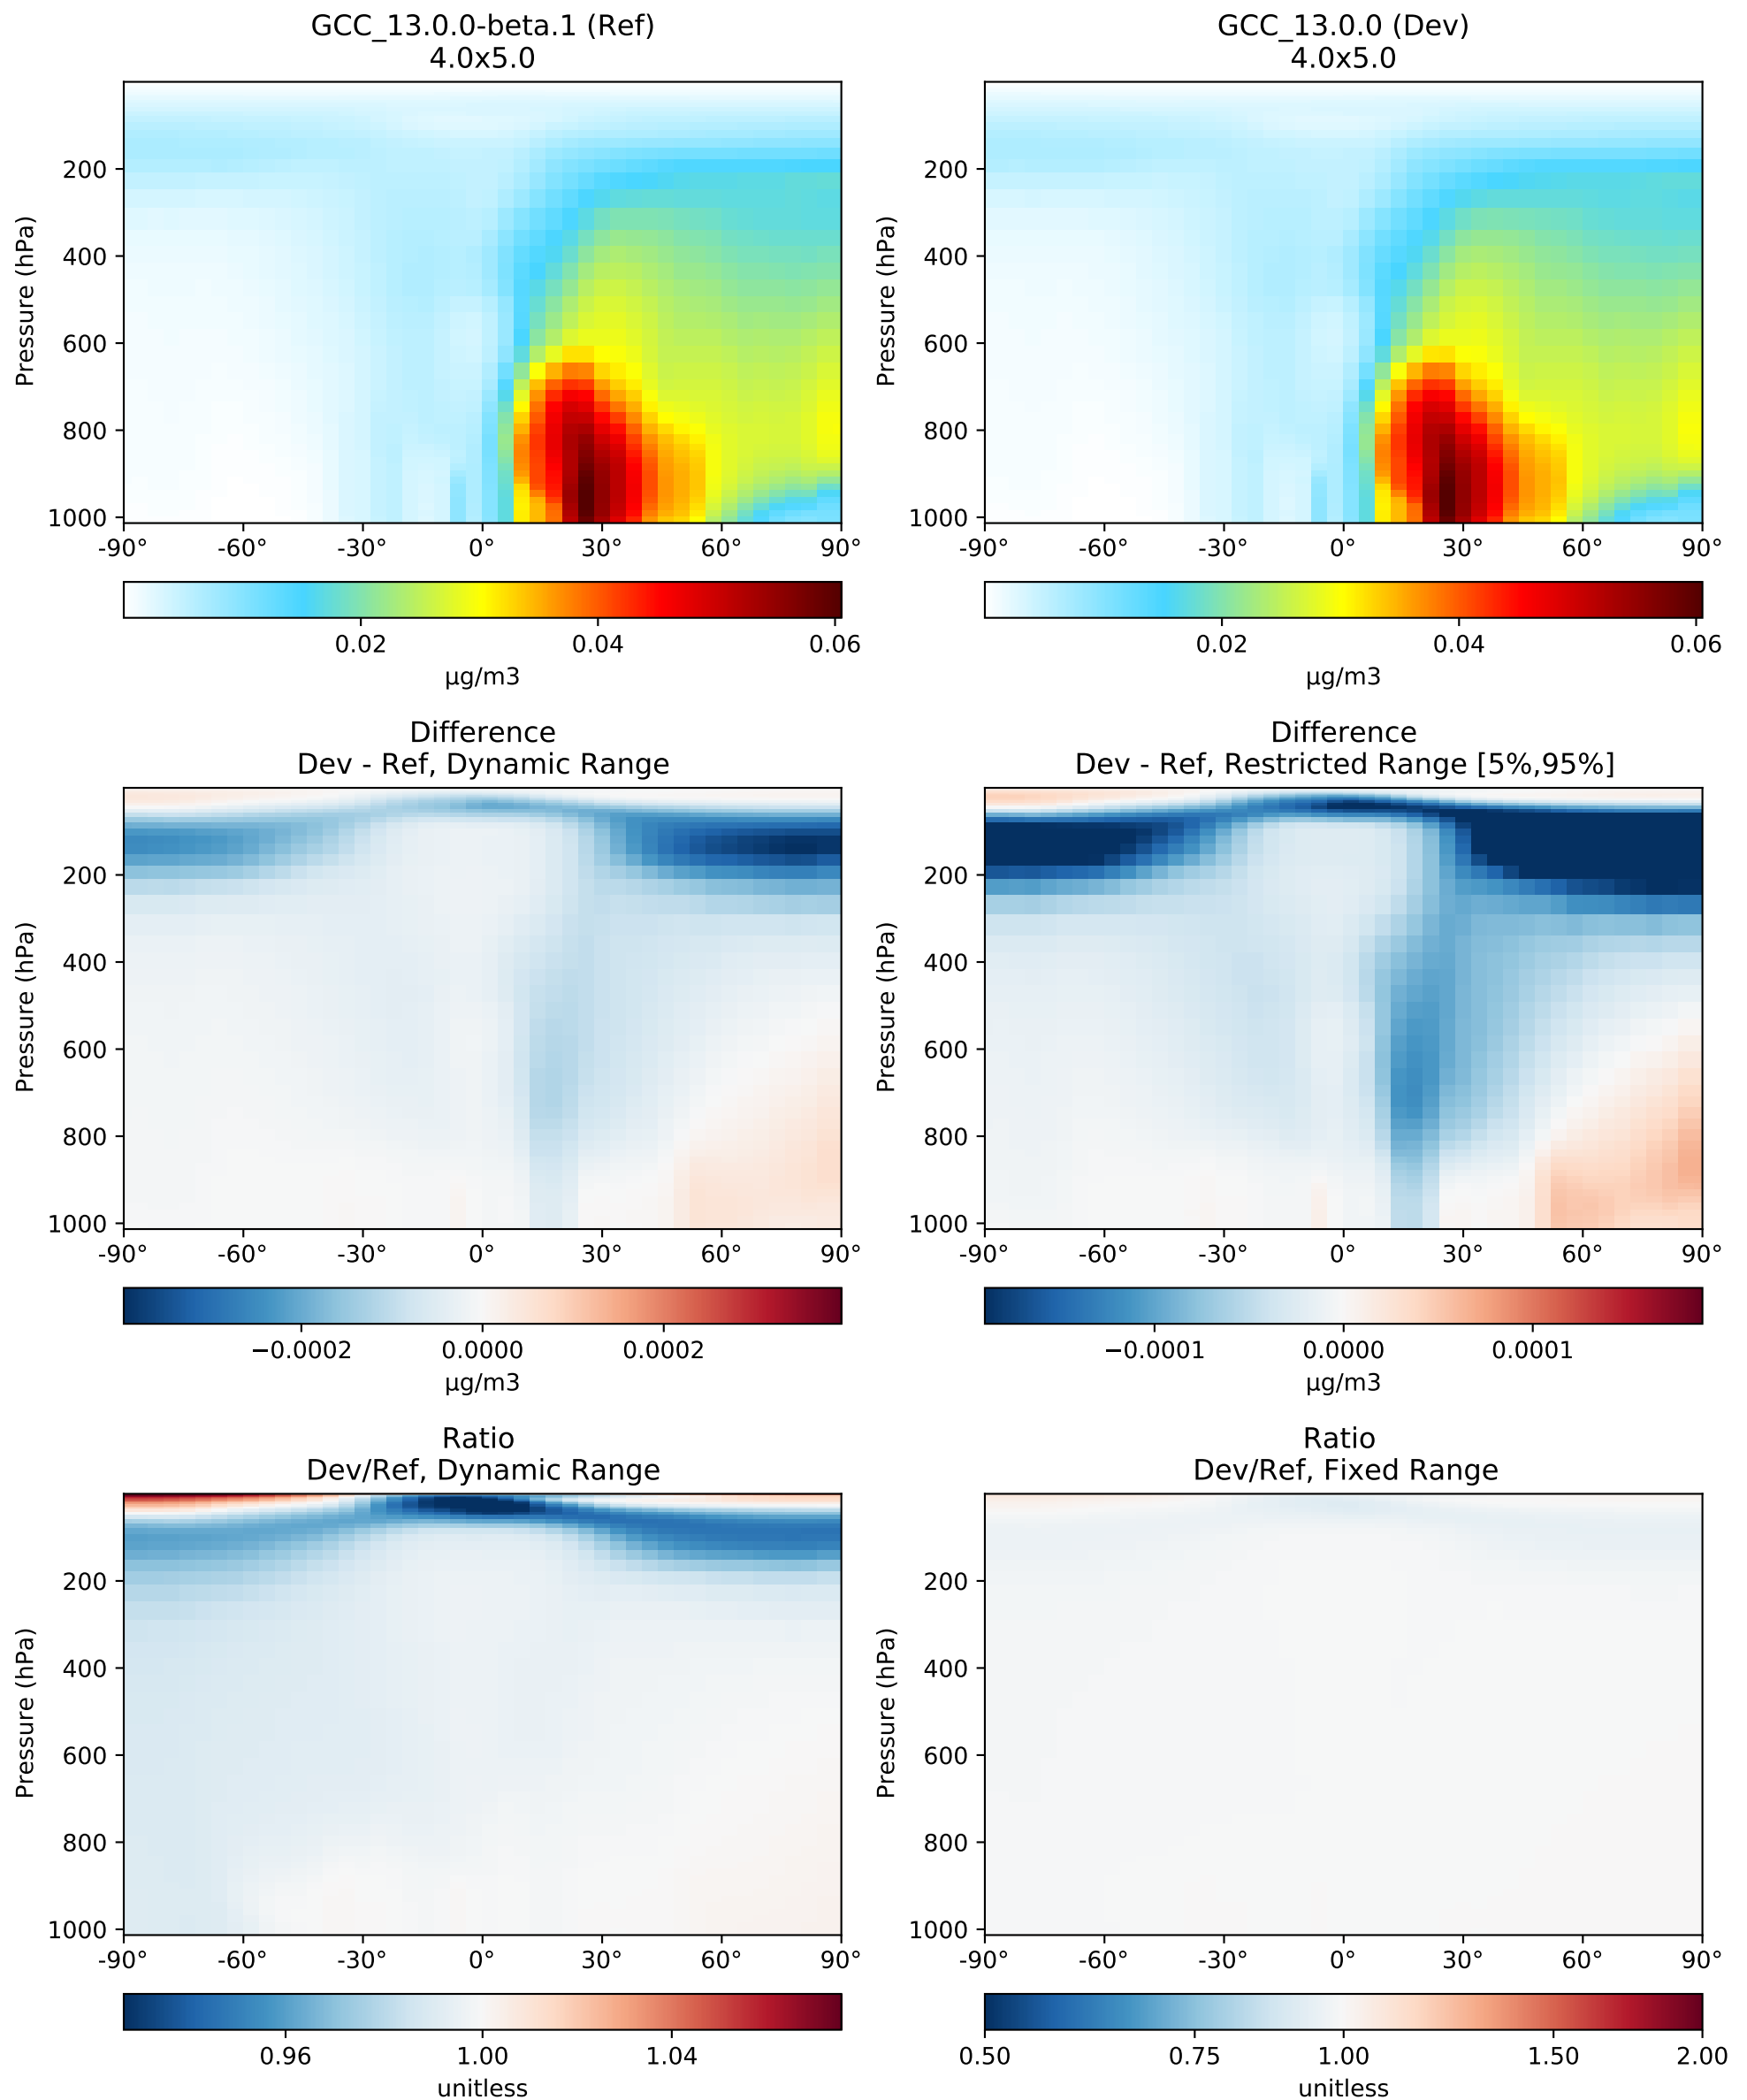 GCC_13.0.0-beta.1 (Ref)
4.0x5.0
Pressure (hPa)
200
400
600
800
1000
-90° -60° -30° 0° 30° 60° 90°
0.02 0.04 0.06
µg/m3
GCC_13.0.0 (Dev)
4.0x5.0
Pressure (hPa)
200
400
600
800
1000
-90° -60° -30° 0° 30° 60° 90°
0.02 0.04 0.06
µg/m3
Difference
Dev - Ref, Dynamic Range
Pressure (hPa)
200
400
600
800
1000
-90° -60° -30° 0° 30° 60° 90°
−0.0002 0.0000 0.0002
µg/m3
Difference
Dev - Ref, Restricted Range [5%,95%]
Pressure (hPa)
200
400
600
800
1000
-90° -60° -30° 0° 30° 60° 90°
−0.0001 0.0000 0.0001
µg/m3
Ratio
Dev/Ref, Dynamic Range
Pressure (hPa)
200
400
600
800
1000
-90° -60° -30° 0° 30° 60° 90°
0.96 1.00 1.04
unitless
Ratio
Dev/Ref, Fixed Range
Pressure (hPa)
200
400
600
800
1000
-90° -60° -30° 0° 30° 60° 90°
0.50 0.75 1.00 1.50 2.00
unitless